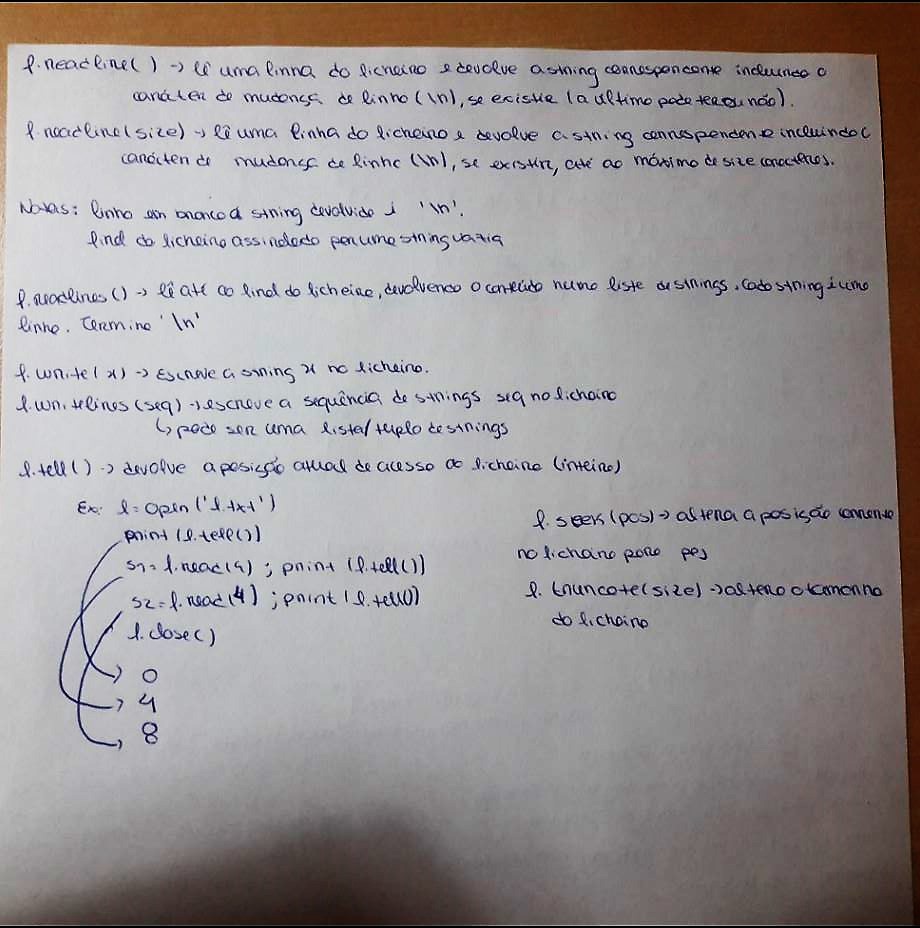 f.readline() -> lê uma linha do ficheiro e devolve a string correspondente incluindo o
carácter de mudança de linha (\n), se existir (a última pode ter ou não).
f.readline(size) -> lê uma linha do ficheiro e devolve a string correspondente incluindo o
carácter de mudança de linha (\n), se existir, até ao máximo de size caracteres.
Notas: linha em branco a string devolvida é '\n'.
final do ficheiro assinalado por uma string vazia
f.readlines() -> lê até ao final do ficheiro, devolvendo o conteúdo numa lista de strings. Cada string é uma
linha. Termina '\n'
f.write(x) -> Escreve a string x no ficheiro.
f.writelines(seq) -> escreve a sequência de strings seq no ficheiro
↳ pode ser uma lista/tuplo de strings
f.tell() -> devolve a posição atual de acesso ao ficheiro (inteiro)
Ex: f=open('f.txt')
print(f.tell())
s1=f.read(4); print(f.tell())
s2=f.read(4); print(f.tell())
f.close()
0
4
8
f.seek(pos) -> altera a posição corrente
no ficheiro para pos
f.truncate(size) -> altera o tamanho
do ficheiro